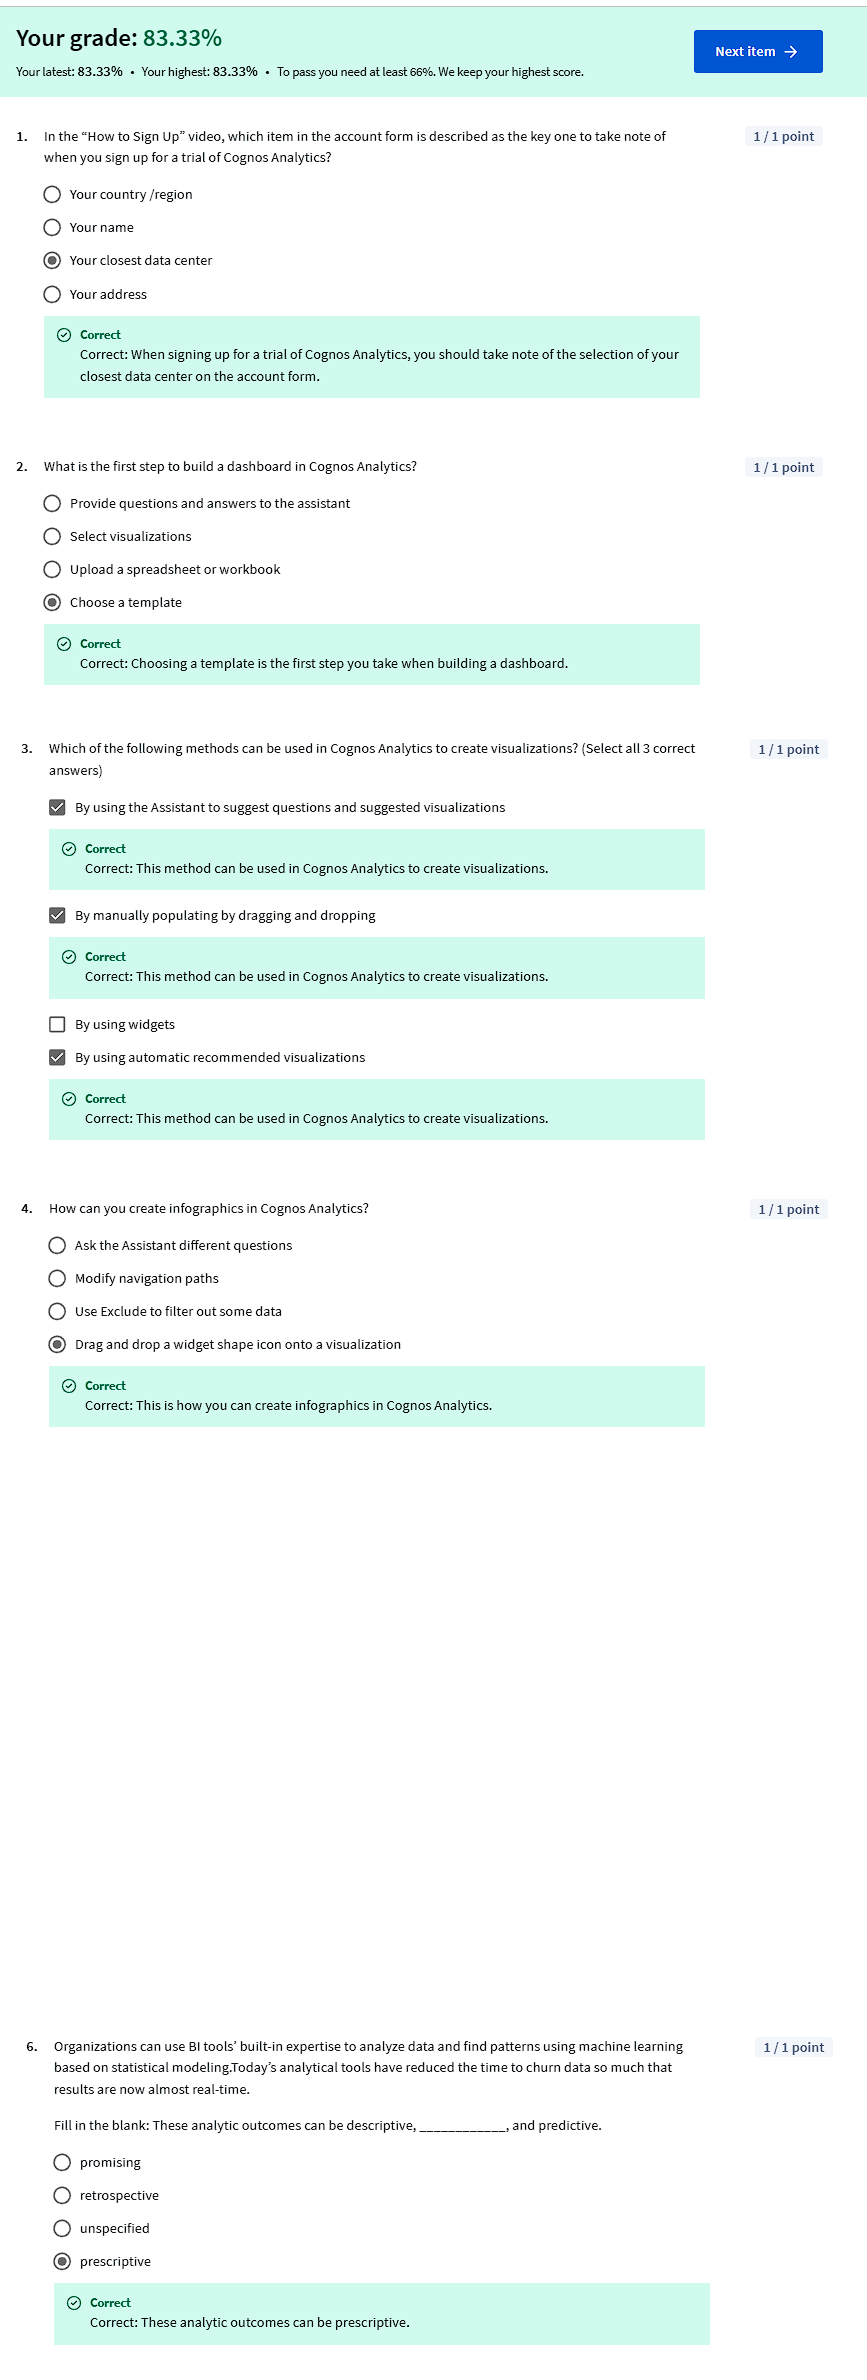 Your grade: 83.33%
Next item →
Your latest: 83.33% • Your highest: 83.33% • To pass you need at least 66%. We keep your highest score.
1. In the “How to Sign Up” video, which item in the account form is described as the key one to take note of
when you sign up for a trial of Cognos Analytics?
1 / 1 point
Your country /region
Your name
Your closest data center
Your address
Correct
Correct: When signing up for a trial of Cognos Analytics, you should take note of the selection of your
closest data center on the account form.
2. What is the first step to build a dashboard in Cognos Analytics?
1 / 1 point
Provide questions and answers to the assistant
Select visualizations
Upload a spreadsheet or workbook
Choose a template
Correct
Correct: Choosing a template is the first step you take when building a dashboard.
3. Which of the following methods can be used in Cognos Analytics to create visualizations? (Select all 3 correct
answers)
1 / 1 point
By using the Assistant to suggest questions and suggested visualizations
Correct
Correct: This method can be used in Cognos Analytics to create visualizations.
By manually populating by dragging and dropping
Correct
Correct: This method can be used in Cognos Analytics to create visualizations.
By using widgets
By using automatic recommended visualizations
Correct
Correct: This method can be used in Cognos Analytics to create visualizations.
4. How can you create infographics in Cognos Analytics?
1 / 1 point
Ask the Assistant different questions
Modify navigation paths
Use Exclude to filter out some data
Drag and drop a widget shape icon onto a visualization
Correct
Correct: This is how you can create infographics in Cognos Analytics.
6. Organizations can use BI tools’ built-in expertise to analyze data and find patterns using machine learning
based on statistical modeling.Today’s analytical tools have reduced the time to churn data so much that
results are now almost real-time.
1 / 1 point
Fill in the blank: These analytic outcomes can be descriptive, ____________, and predictive.
promising
retrospective
unspecified
prescriptive
Correct
Correct: These analytic outcomes can be prescriptive.